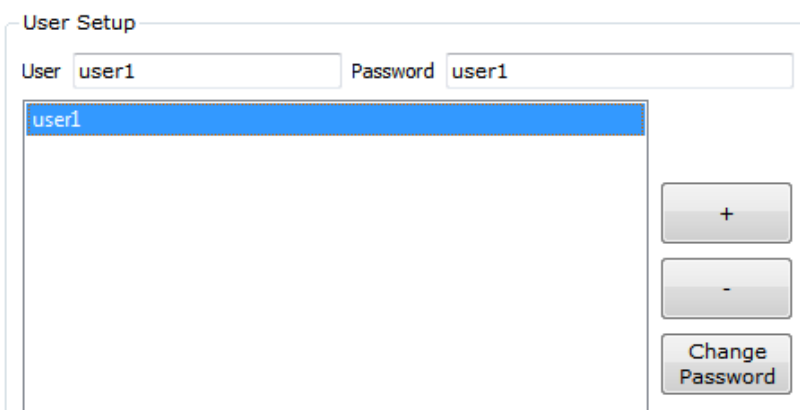 User Setup
User user1 Password user1
user1
+
-
Change
Password